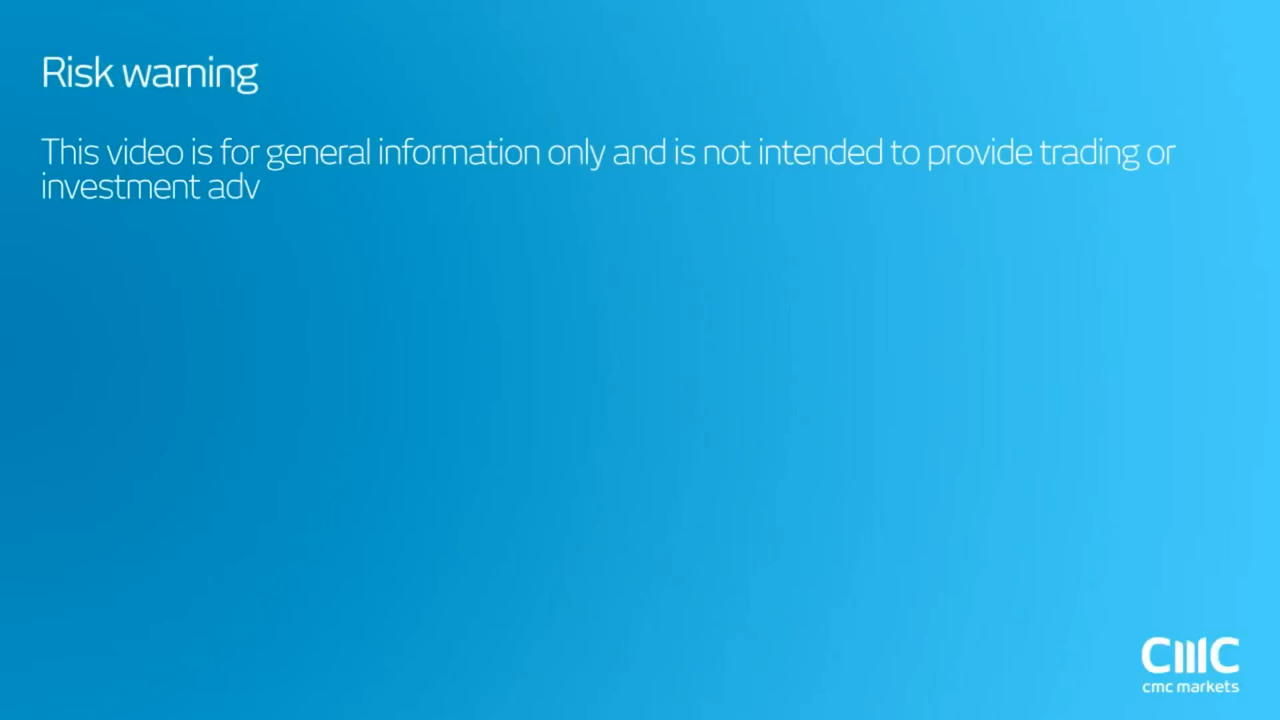 Risk warning
This video is for general information only and is not intended to provide trading or
investment adv
CMC
cmc markets